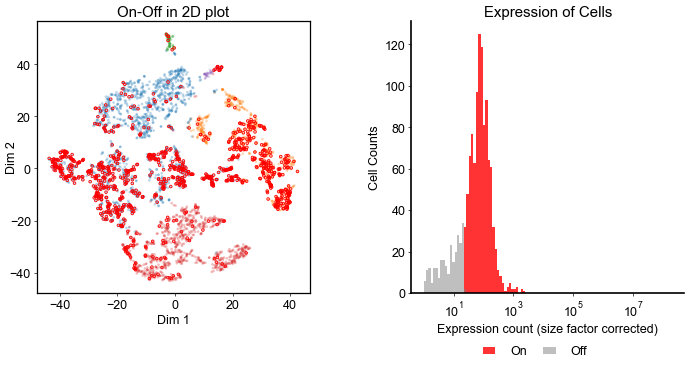 On-Off in 2D plot
Dim 2
40
20
0
−20
−40
−40 −20 0 20 40
Dim 1
Expression of Cells
Cell Counts
120
100
80
60
40
20
0
10^1 10^3 10^5 10^7
Expression count (size factor corrected)
On Off